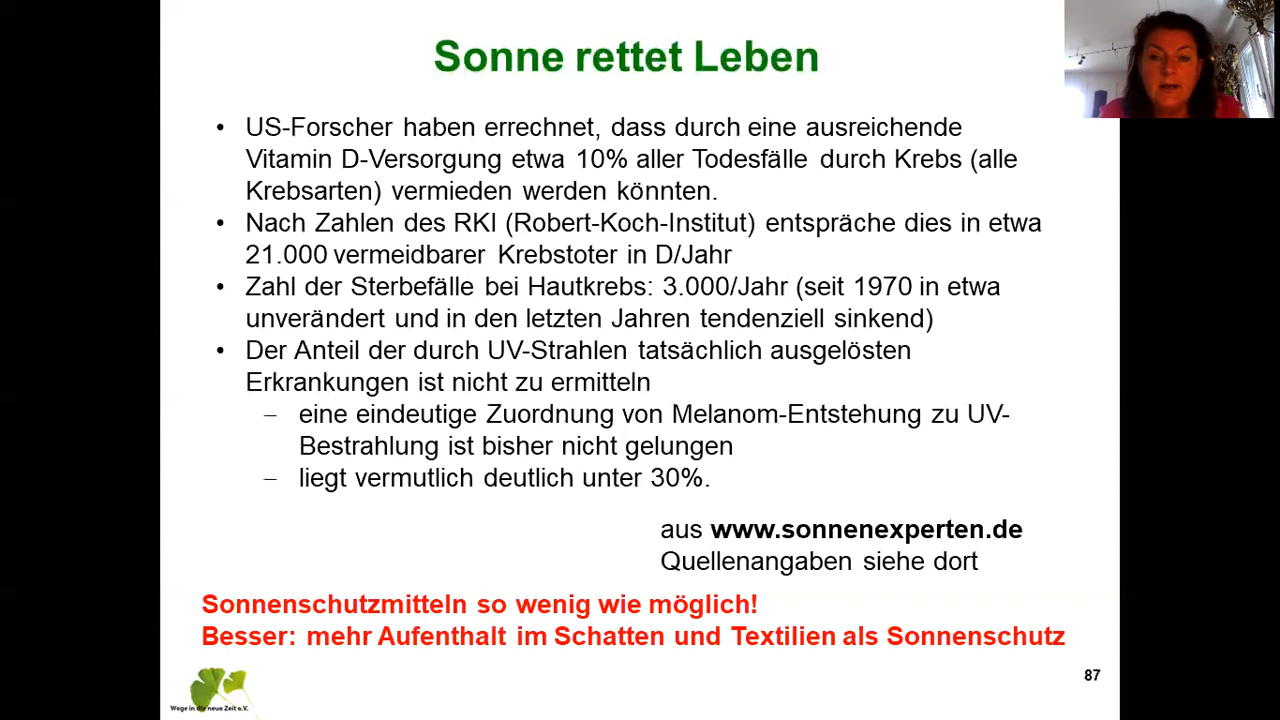 Sonne rettet Leben
• US-Forscher haben errechnet, dass durch eine ausreichende
Vitamin D-Versorgung etwa 10% aller Todesfälle durch Krebs (alle
Krebsarten) vermieden werden könnten.
• Nach Zahlen des RKI (Robert-Koch-Institut) entspräche dies in etwa
21.000 vermeidbarer Krebstoter in D/Jahr
• Zahl der Sterbefälle bei Hautkrebs: 3.000/Jahr (seit 1970 in etwa
unverändert und in den letzten Jahren tendenziell sinkend)
• Der Anteil der durch UV-Strahlen tatsächlich ausgelösten
Erkrankungen ist nicht zu ermitteln
– eine eindeutige Zuordnung von Melanom-Entstehung zu UV-
Bestrahlung ist bisher nicht gelungen
– liegt vermutlich deutlich unter 30%.
aus www.sonnenexperten.de
Quellenangaben siehe dort
Sonnenschutzmitteln so wenig wie möglich!
Besser: mehr Aufenthalt im Schatten und Textilien als Sonnenschutz
87
Wege in die neue Zeit e.V.